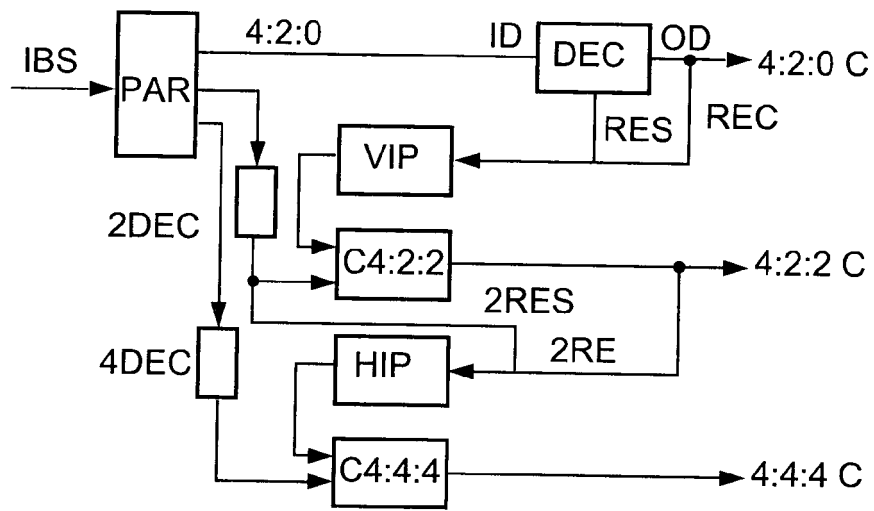 IBS
PAR
4:2:0
ID
DEC
OD
4:2:0 C
RES
REC
VIP
2DEC
C4:2:2
4:2:2 C
2RES
4DEC
HIP
2RE
C4:4:4
4:4:4 C